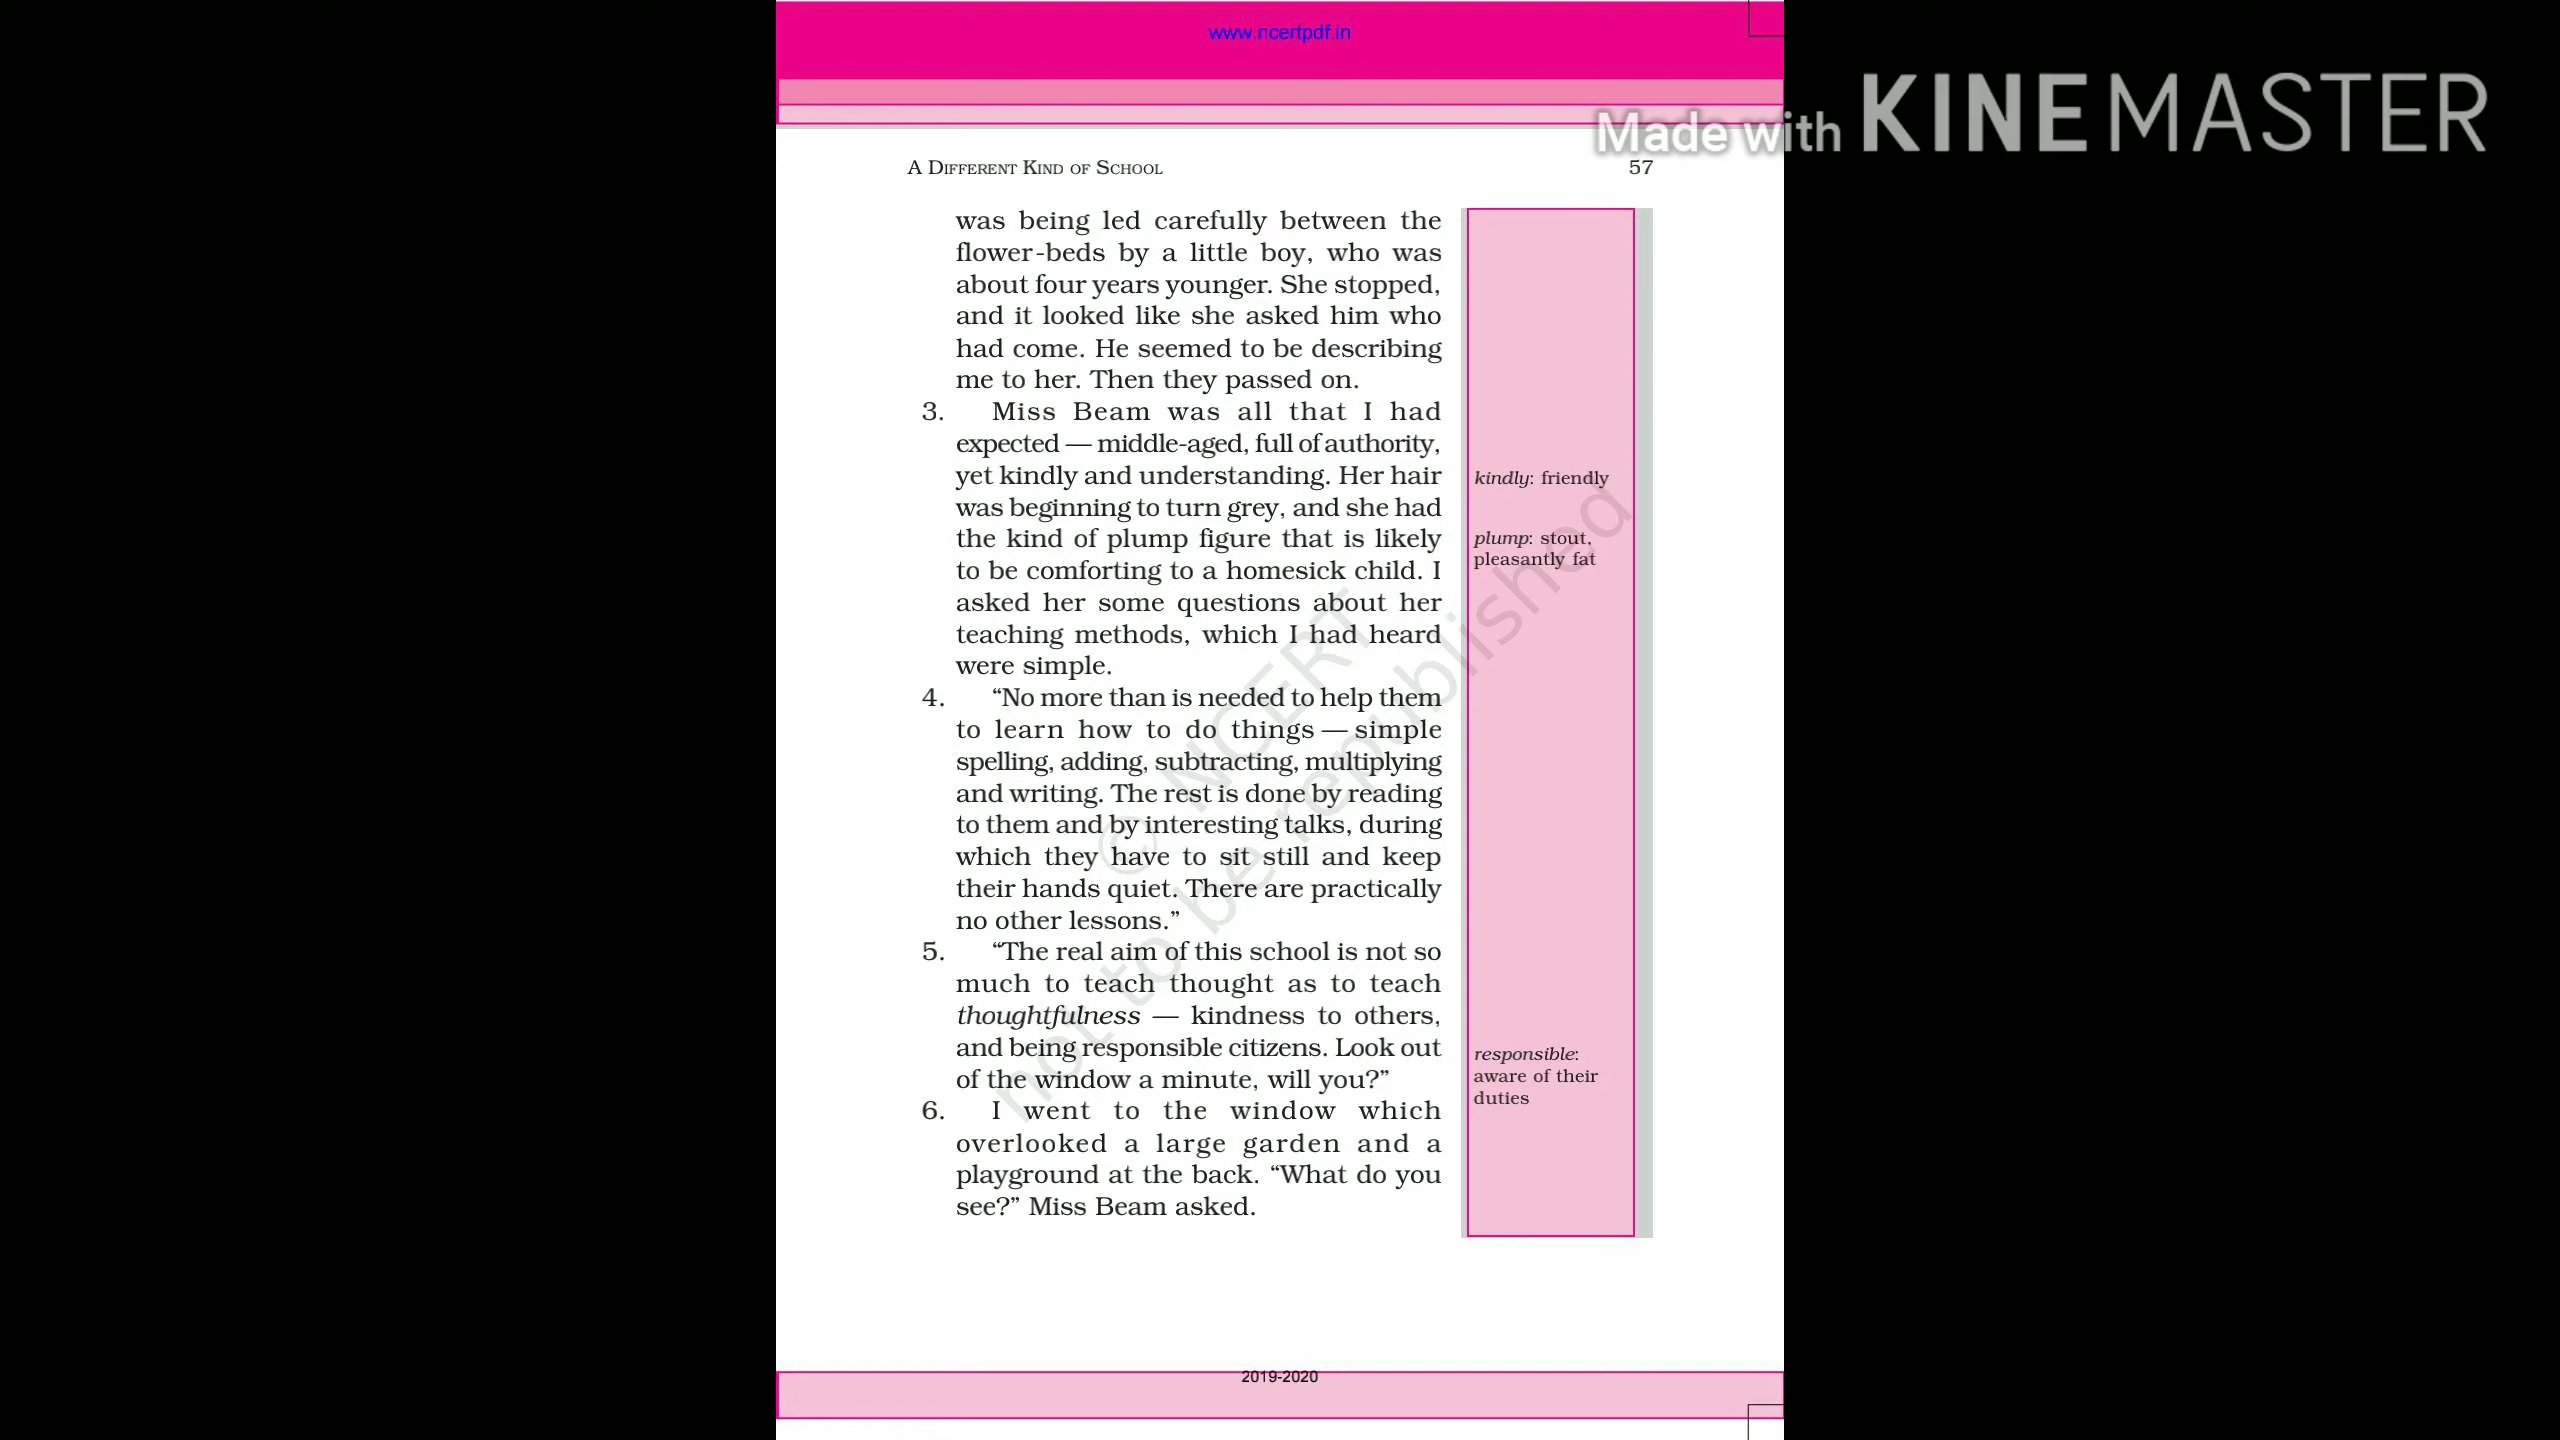 www.ncertpdf.in
Made with KINEMASTER
A DIFFERENT KIND OF SCHOOL 57
was being led carefully between the
flower-beds by a little boy, who was
about four years younger. She stopped,
and it looked like she asked him who
had come. He seemed to be describing
me to her. Then they passed on.
3. Miss Beam was all that I had
expected — middle-aged, full of authority,
yet kindly and understanding. Her hair
was beginning to turn grey, and she had
the kind of plump figure that is likely
to be comforting to a homesick child. I
asked her some questions about her
teaching methods, which I had heard
were simple.
4. “No more than is needed to help them
to learn how to do things — simple
spelling, adding, subtracting, multiplying
and writing. The rest is done by reading
to them and by interesting talks, during
which they have to sit still and keep
their hands quiet. There are practically
no other lessons.”
5. “The real aim of this school is not so
much to teach thought as to teach
thoughtfulness — kindness to others,
and being responsible citizens. Look out
of the window a minute, will you?”
6. I went to the window which
overlooked a large garden and a
playground at the back. “What do you
see?” Miss Beam asked.
kindly: friendly
plump: stout,
pleasantly fat
responsible:
aware of their
duties
© NCERT
not to be republished
2019-2020